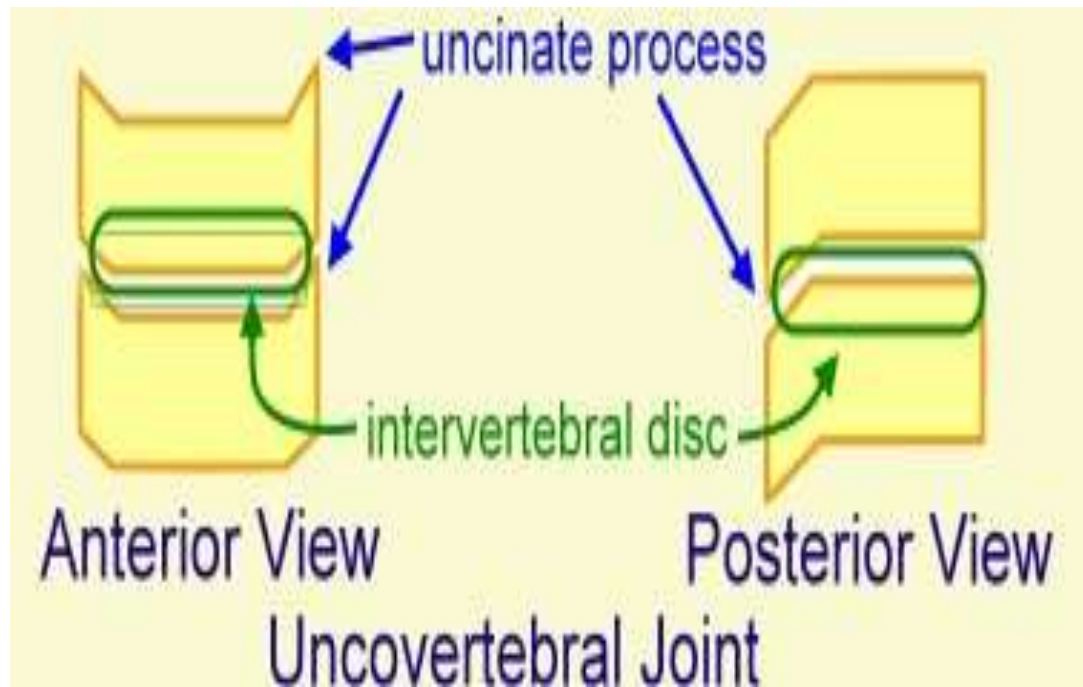 uncinate process
intervertebral disc
Anterior View
Posterior View
Uncovertebral Joint